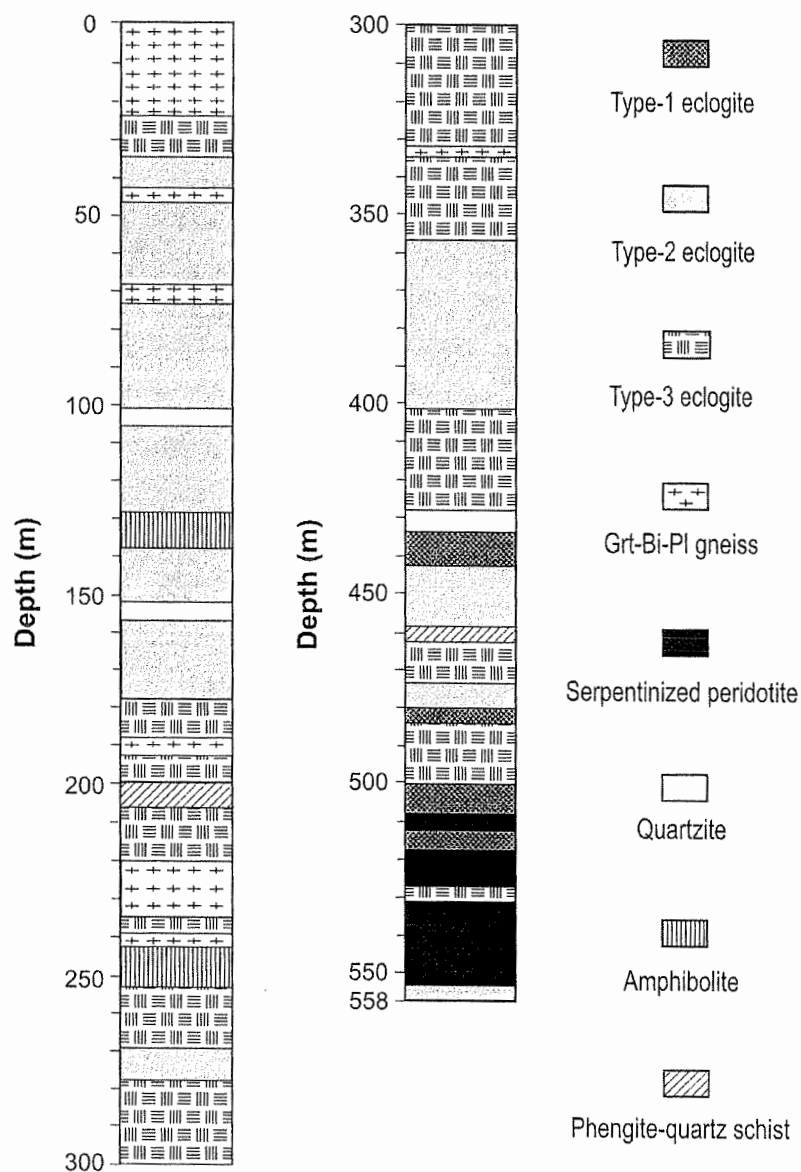 0
50
100
150
200
250
300
Depth (m)
300
350
400
450
500
550
558
Depth (m)
Type-1 eclogite
Type-2 eclogite
Type-3 eclogite
Grt-Bi-Pl gneiss
Serpentinized peridotite
Quartzite
Amphibolite
Phengite-quartz schist